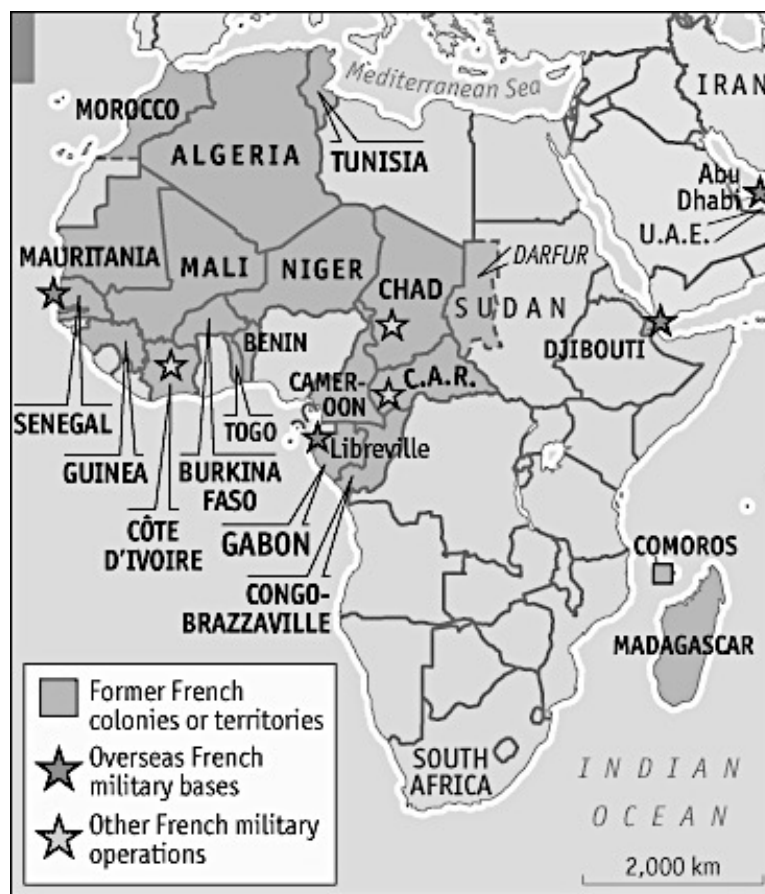 Mediterranean Sea
IRAN
MOROCCO
ALGERIA
TUNISIA
Abu
Dhabi
U.A.E.
MAURITANIA
MALI
NIGER
CHAD
DARFUR
SUDAN
DJIBOUTI
BENIN
CAMER-
OON
C.A.R.
SENEGAL
TOGO
Libreville
GUINEA
BURKINA
FASO
CÔTE
D'IVOIRE
GABON
CONGO-
BRAZZAVILLE
COMOROS
MADAGASCAR
SOUTH
AFRICA
INDIAN
OCEAN
Former French
colonies or territories
Overseas French
military bases
Other French military
operations
2,000 km